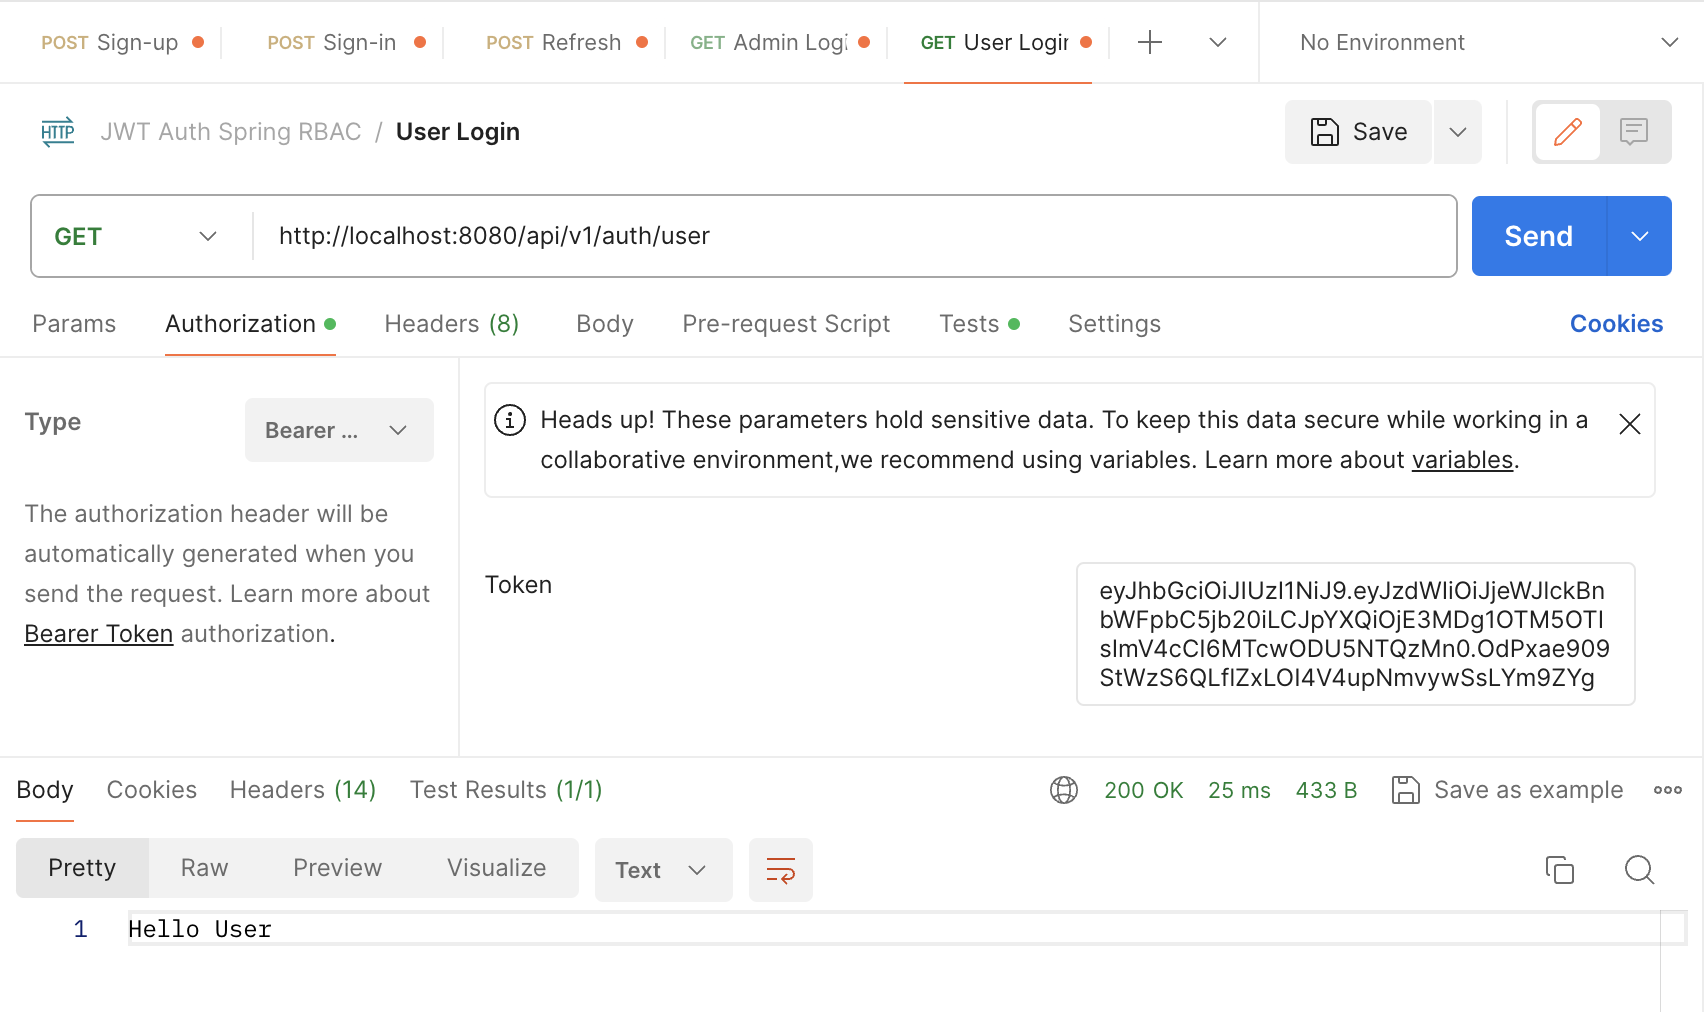 POST Sign-up POST Sign-in POST Refresh GET Admin Logi GET User Login No Environment
HTTP JWT Auth Spring RBAC / User Login Save
GET http://localhost:8080/api/v1/auth/user Send
Params Authorization Headers (8) Body Pre-request Script Tests Settings Cookies
Type Bearer ...
The authorization header will be
automatically generated when you
send the request. Learn more about
Bearer Token authorization.
Heads up! These parameters hold sensitive data. To keep this data secure while working in a
collaborative environment,we recommend using variables. Learn more about variables.
Token
eyJhbGciOiJIUzI1NiJ9.eyJzdWIiOiJjeWJlckBn
bWFpbC5jb20iLCJpYXQiOjE3MDg1OTM5OTI
sImV4cCI6MTcwODU5NTQzMn0.OdPxae909
StWzS6QLfIZxLOI4V4upNmvywSsLYm9ZYg
Body Cookies Headers (14) Test Results (1/1) 200 OK 25 ms 433 B Save as example
Pretty Raw Preview Visualize Text
1 Hello User